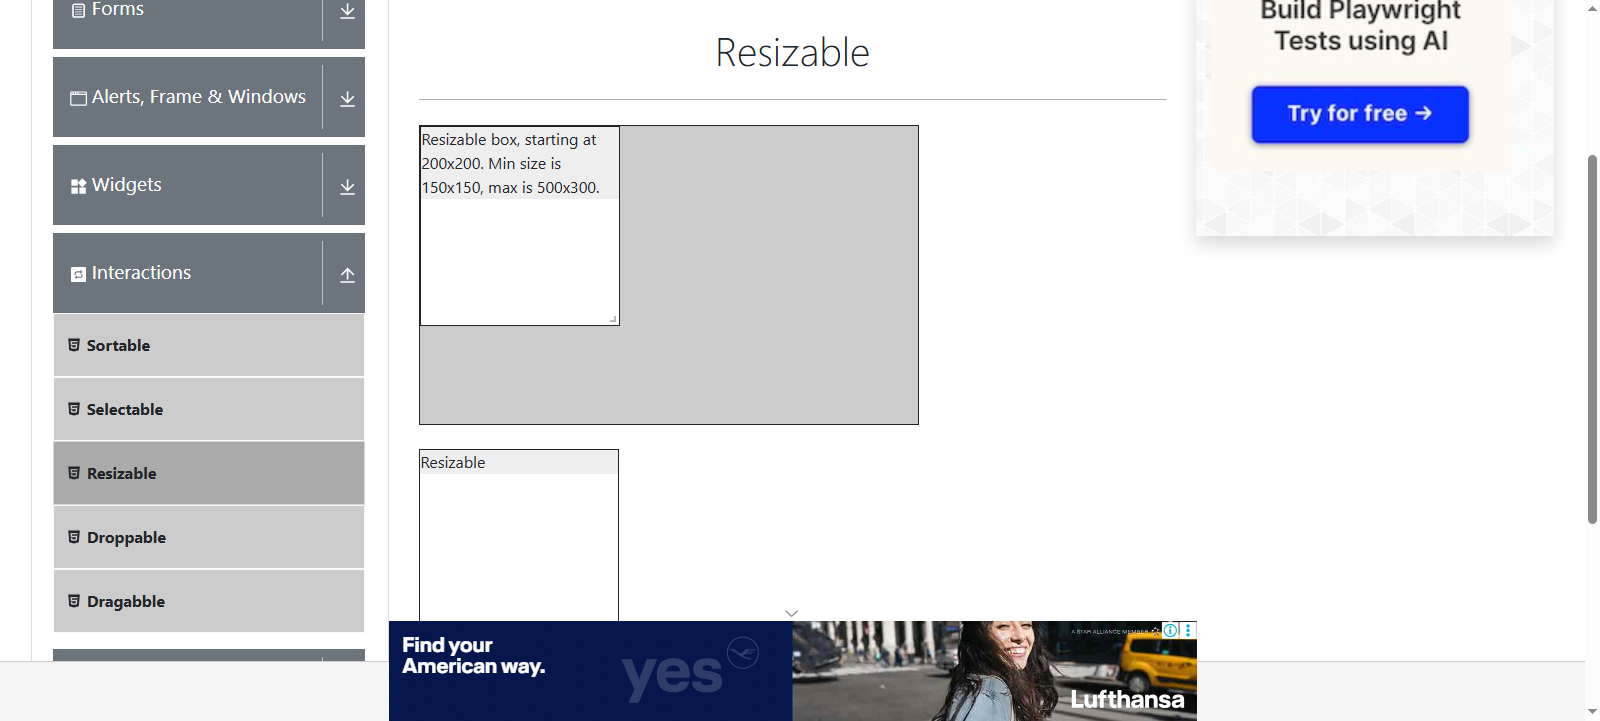 Forms
Alerts, Frame & Windows
Widgets
Interactions
Sortable
Selectable
Resizable
Droppable
Dragabble
Resizable
Resizable box, starting at
200x200. Min size is
150x150, max is 500x300.
Resizable
Build Playwright
Tests using AI
Try for free →
Find your
American way.
yes
A STAR ALLIANCE MEMBER
Lufthansa